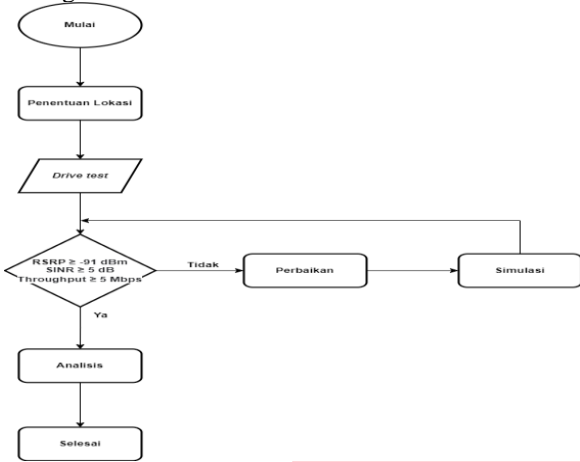 Mulai
Penentuan Lokasi
Drive test
RSRP ≥ -91 dBm
SINR ≥ 5 dB
Throughput ≥ 5 Mbps
Tidak
Perbaikan
Simulasi
Ya
Analisis
Selesai